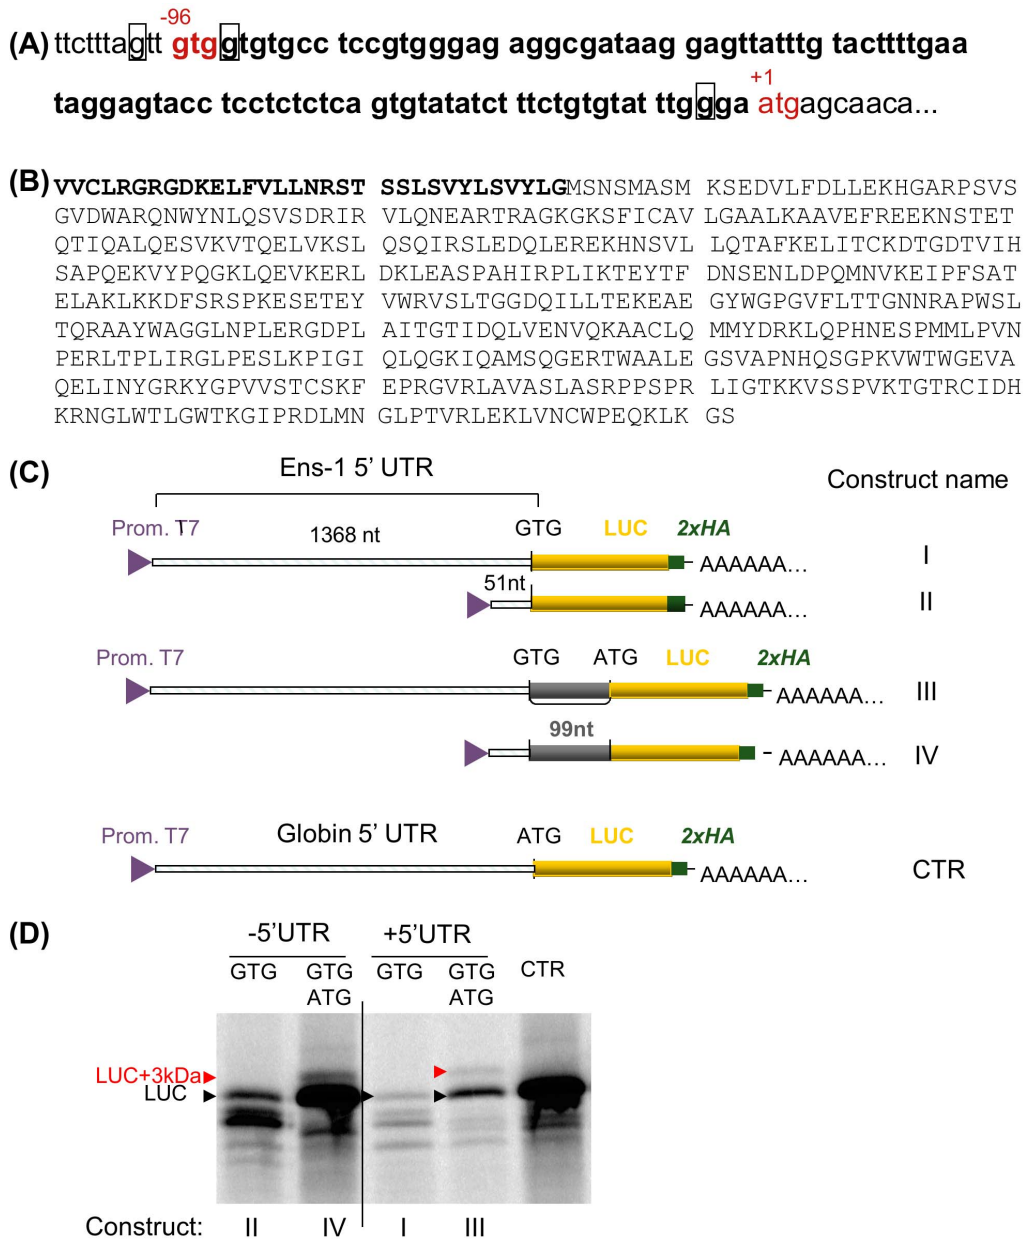 -96
(A) ttctttagtt gtggtgtgcc tccgtgggag aggcgataag gagttatttg tacttttgaa
+1
taggagtacc tcctctctca gtgtatatct ttctgtgtat ttggga atgagcaaca...
(B) VVCLRGRGDKELFVLLNRST SSLSVYLSVYLGMSNSMASM KSEDVLFDLLEKHGARPSVS
GVDWARQNWYNLQSVSDRIR VLQNEARTRAGKGKSFICAV LGAALKAAVEFREEKNSTET
QTIQALQESVKVTQELVKSL QSQIRSLEDQLEREKHNSVL LQTAFKELITCKDTGDTVIH
SAPQEKVYPQGKLQEVKERL DKLEASPAHIRPLIKTEYTF DNSENLDPQMNVKEIPFSAT
ELAKLKKDFSRSPKESETEY VWRVSLTGGDQILLTEKEAE GYWGPGVFLTTGNNRAPWSL
TQRAAYWAGGLNPLERGDPL AITGTIDQLVENVQKAACLQ MMYDRKLQPHNESPMMLPVN
PERLTPLIRGLPESLKPIGI QLQGKIQAMSQGERTWAALE GSVAPNHQSGPKVWTWGEVA
QELINYGRKYGPVVSTCSKF EPRGVRLAVASLASRPPSPR LIGTKKVSSPVKTGTRCIDH
KRNGLWTLGWTKGIPRDLMN GLPTVRLEKLVNCWPEQKLK GS
(C) Ens-1 5' UTR Construct name
Prom. T7 1368 nt GTG LUC 2xHA
AAAAAA... I
51nt
AAAAAA... II
Prom. T7 GTG ATG LUC 2xHA
AAAAAA... III
99nt
AAAAAA... IV
Prom. T7 Globin 5' UTR ATG LUC 2xHA
AAAAAA... CTR
(D) -5'UTR +5'UTR
GTG GTG GTG GTG CTR
ATG ATG
LUC+3kDa
LUC
Construct: II IV I III